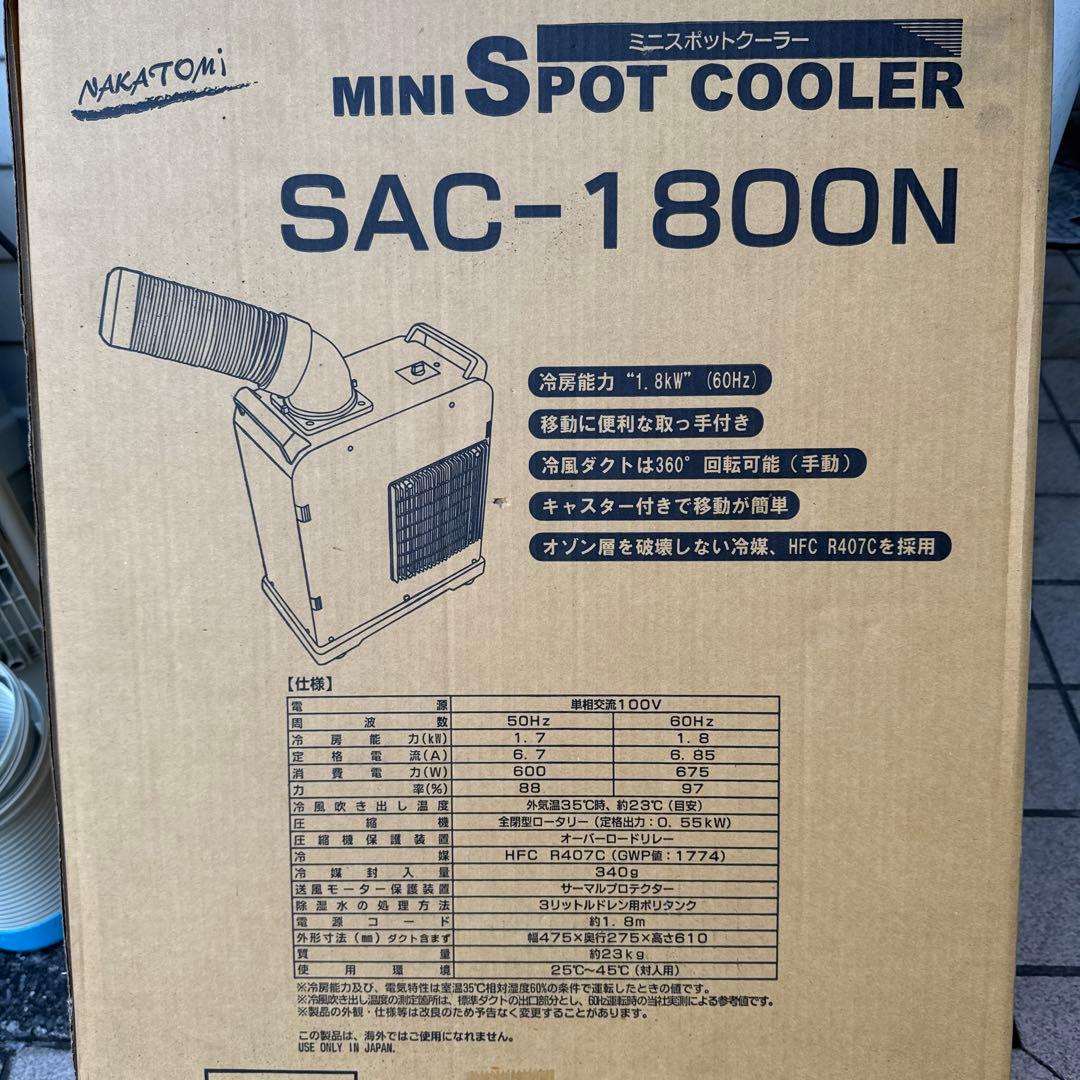 NAKATOMI
ミニスポットクーラー
MINI SPOT COOLER
SAC-1800N
冷房能力“1.8kW”(60Hz)
移動に便利な取っ手付き
冷風ダクトは360°回転可能(手動)
キャスター付きで移動が簡単
オゾン層を破壊しない冷媒、HFC R407Cを採用
【仕様】
電源 単相交流100V
周波数 50Hz 60Hz
冷房能力(kW) 1.7 1.8
定格電流(A) 6.7 6.85
消費電力(W) 600 675
力率(%) 88 97
冷風吹き出し温度 外気温35℃時、約23℃(目安)
圧縮機 全閉型ロータリー(定格出力:0.55kW)
圧縮機保護装置 オーバーロードリレー
冷媒 HFC R407C(GWP値:1774)
冷媒封入量 340g
送風モーター保護装置 サーマルプロテクター
除湿水の処理方法 3リットルドレン用ポリタンク
電源コード 約1.8m
外形寸法(㎜)ダクト含まず 幅475×奥行275×高さ610
質量 約23kg
使用環境 25℃~45℃(対人用)
※冷房能力及び、電気特性は室温35℃相対湿度60%の条件で運転したときの値です。
※冷風吹き出し温度の測定箇所は、標準ダクトの出口部分とし、60Hz運転時の当社実測による参考値です。
※製品の外観・仕様等は改良のため予告なく変更することがあります。
この製品は、海外ではご使用になれません。
USE ONLY IN JAPAN.